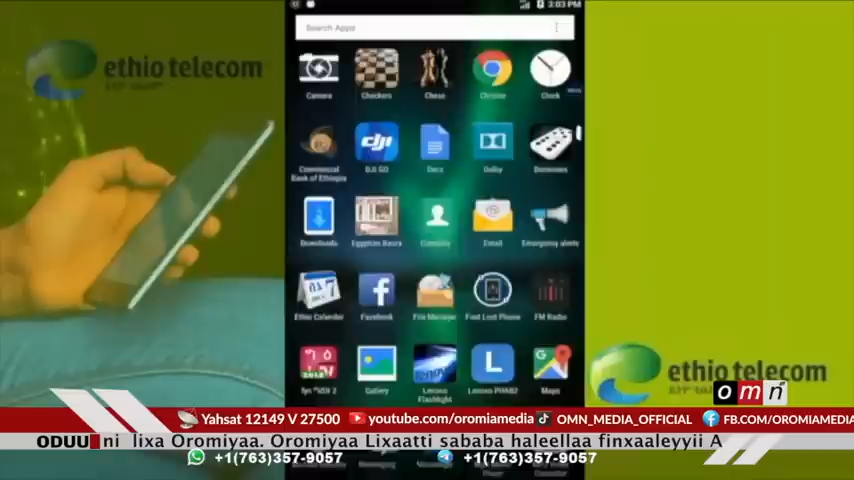 3:03 PM
Search Apps
ethio telecom
Camera
Checkers
Chess
Chrome
Clock
Commercial Bank of Ethiopia
DJI GO
Docs
Dolby
Dominoes
Downloads
Email
Emergency alerts
Ethio Calendar
Facebook
File Manager
Find Lost Phone
FM Radio
Gallery
Lenovo Flashlight
Lenovo PHAB2
Maps
ethio telecom
omn
Yahsat 12149 V 27500
youtube.com/oromiamedia
OMN_MEDIA_OFFICIAL
FB.COM/OROMIAMEDIA
ODUU
ni lixa Oromiyaa. Oromiyaa Lixaatti sababa haleellaa finxaaleyyii A
+1(763)357-9057
+1(763)357-9057